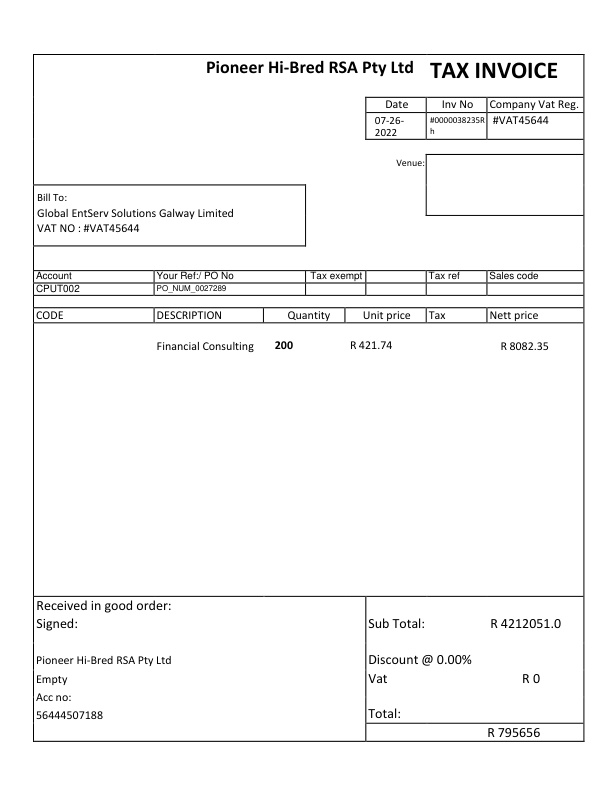 Pioneer Hi-Bred RSA Pty Ltd TAX INVOICE
Date Inv No Company Vat Reg.
07-26-2022 #0000038235Rh #VAT45644
Venue:
Bill To:
Global EntServ Solutions Galway Limited
VAT NO : #VAT45644
Account Your Ref:/ PO No Tax exempt Tax ref Sales code
CPUT002 PO_NUM_0027289
CODE DESCRIPTION Quantity Unit price Tax Nett price
Financial Consulting 200 R 421.74 R 8082.35
Received in good order:
Signed: Sub Total: R 4212051.0
Pioneer Hi-Bred RSA Pty Ltd Discount @ 0.00%
Empty Vat R 0
Acc no:
56444507188 Total:
R 795656